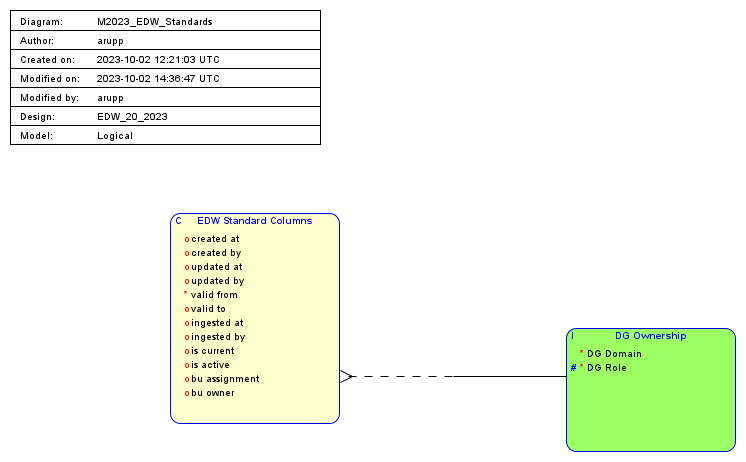 Diagram: M2023_EDW_Standards
Author: arupp
Created on: 2023-10-02 12:21:03 UTC
Modified on: 2023-10-02 14:36:47 UTC
Modified by: arupp
Design: EDW_20_2023
Model: Logical
C EDW Standard Columns
o created at
o created by
o updated at
o updated by
* valid from
o valid to
o ingested at
o ingested by
o is current
o is active
o bu assignment
o bu owner
I DG Ownership
* DG Domain
# * DG Role